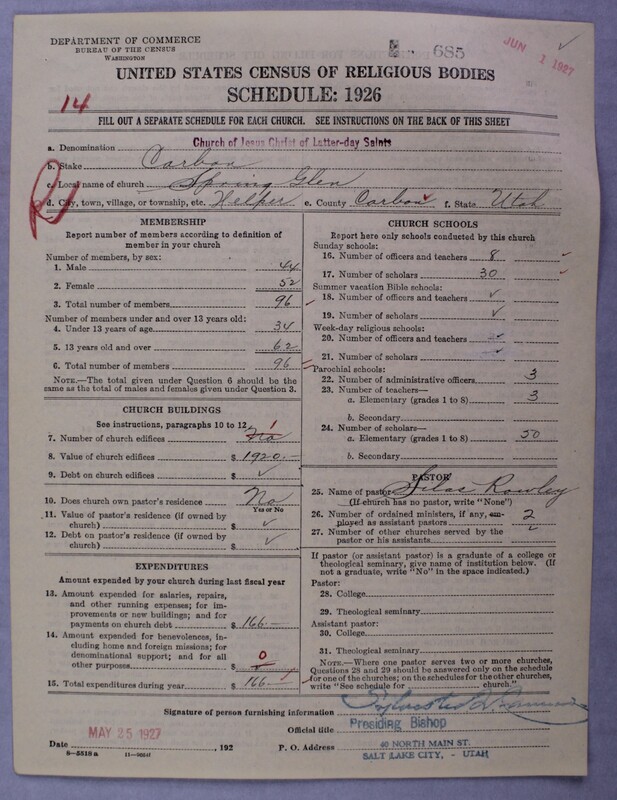 DEPARTMENT OF COMMERCE
BUREAU OF THE CENSUS
WASHINGTON
685
JUN 1 1927
UNITED STATES CENSUS OF RELIGIOUS BODIES
SCHEDULE: 1926
14
FILL OUT A SEPARATE SCHEDULE FOR EACH CHURCH. SEE INSTRUCTIONS ON THE BACK OF THIS SHEET
a. Denomination Church of Jesus Christ of Latter-day Saints
b. Stake Carbon
c. Local name of church Spring Glen
d. City, town, village, or township, etc. Helper e. County Carbon f. State Utah
MEMBERSHIP
Report number of members according to definition of
member in your church
Number of members, by sex:
1. Male 44
2. Female 52
3. Total number of members 96
Number of members under and over 13 years old:
4. Under 13 years of age 34
5. 13 years old and over 62
6. Total number of members 96
NOTE.—The total given under Question 6 should be the
same as the total of males and females given under Question 3.
CHURCH BUILDINGS
See instructions, paragraphs 10 to 12
7. Number of church edifices No 1
8. Value of church edifices $ 1920.—
9. Debt on church edifices $ ✓
10. Does church own pastor's residence No
Yes or No
11. Value of pastor's residence (if owned by
church) $ ✓
12. Debt on pastor's residence (if owned by
church) $ ✓
EXPENDITURES
Amount expended by your church during last fiscal year
13. Amount expended for salaries, repairs,
and other running expenses; for im-
provements or new buildings; and for
payments on church debt $ 166—
14. Amount expended for benevolences, in-
cluding home and foreign missions; for
denominational support; and for all
other purposes $ 0
15. Total expenditures during year $ 166—
CHURCH SCHOOLS
Report here only schools conducted by this church
Sunday schools:
16. Number of officers and teachers 8
17. Number of scholars 30
Summer vacation Bible schools:
18. Number of officers and teachers ✓
19. Number of scholars ✓
Week-day religious schools:
20. Number of officers and teachers
21. Number of scholars
Parochial schools:
22. Number of administrative officers 3
23. Number of teachers—
a. Elementary (grades 1 to 8) 3
b. Secondary
24. Number of scholars—
a. Elementary (grades 1 to 8) 50
b. Secondary
PASTOR
25. Name of pastor Silas Rowley
(If church has no pastor, write "None")
26. Number of ordained ministers, if any, em-
ployed as assistant pastors 2
27. Number of other churches served by the
pastor or his assistants ✓
If pastor (or assistant pastor) is a graduate of a college or
theological seminary, give name of institution below. (If
not a graduate, write "No" in the space indicated.)
Pastor:
28. College
29. Theological seminary
Assistant pastor:
30. College
31. Theological seminary
NOTE.—Where one pastor serves two or more churches,
Questions 28 and 29 should be answered only on the schedule
for one of the churches; on the schedules for the other churches,
write "See schedule for church."
Signature of person furnishing information
Official title Presiding Bishop
Date MAY 25 1927, 192 P. O. Address 40 NORTH MAIN ST.
SALT LAKE CITY, - UTAH